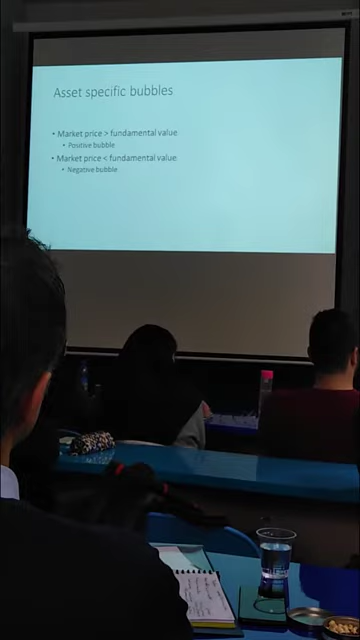 Asset specific bubbles
• Market price > fundamental value
• Positive bubble
• Market price < fundamental value
• Negative bubble